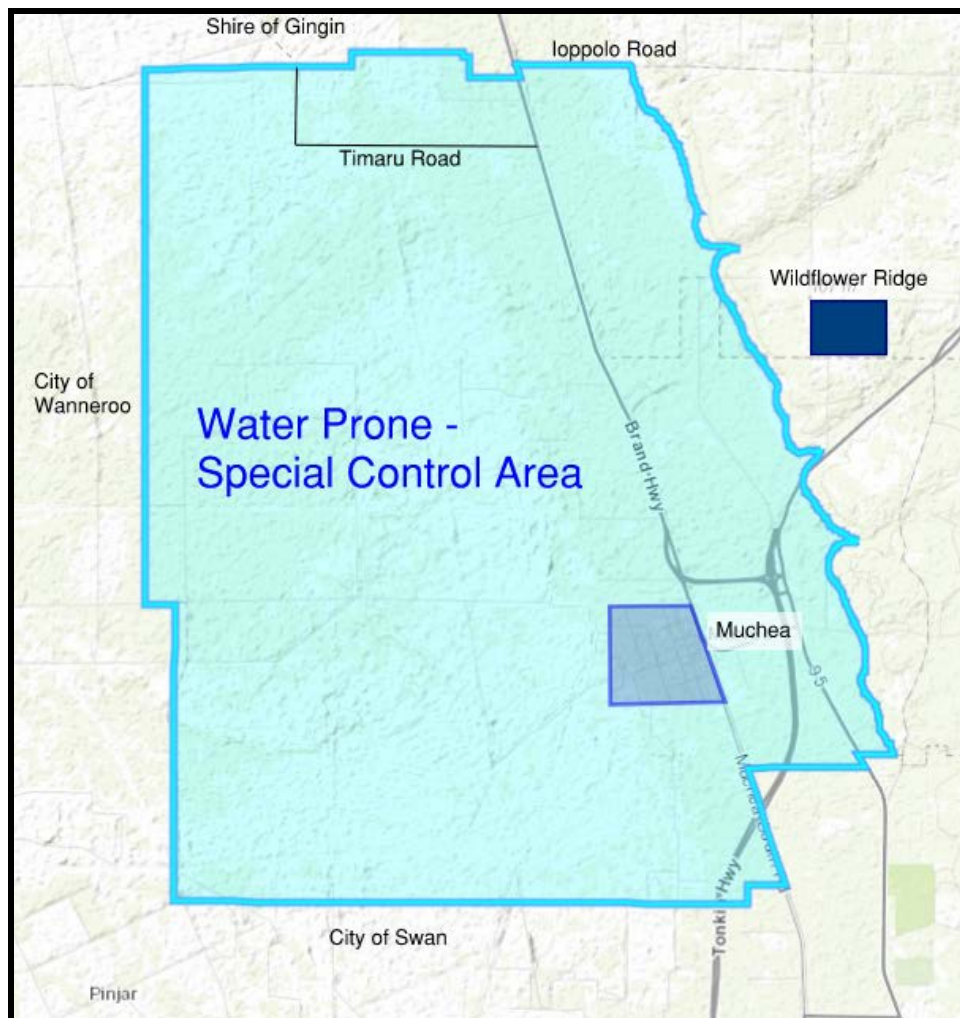 Shire of Gingin
Ioppolo Road
Timaru Road
Wildflower Ridge
City of
Wanneroo
Water Prone -
Special Control Area
Brand Hwy
Muchea
95
Tonkin Hwy
City of Swan
Pinjar